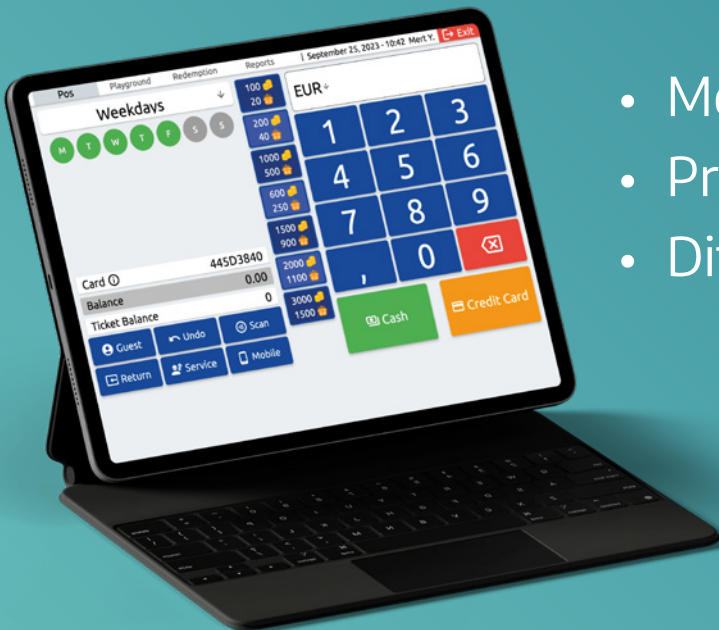 Pos Playground Redemption Reports | September 25, 2023 - 10:42 Mert Y. Exit
Weekdays
M T W T F S S
Card
445D3840
Balance
0.00
Ticket Balance
0
Guest Undo Scan
Return Service Mobile
100
20
200
40
1000
500
600
250
1500
900
2000
1100
3000
1500
EUR
1 2 3
4 5 6
7 8 9
, 0
Cash Credit Card
• M
• Pr
• Di